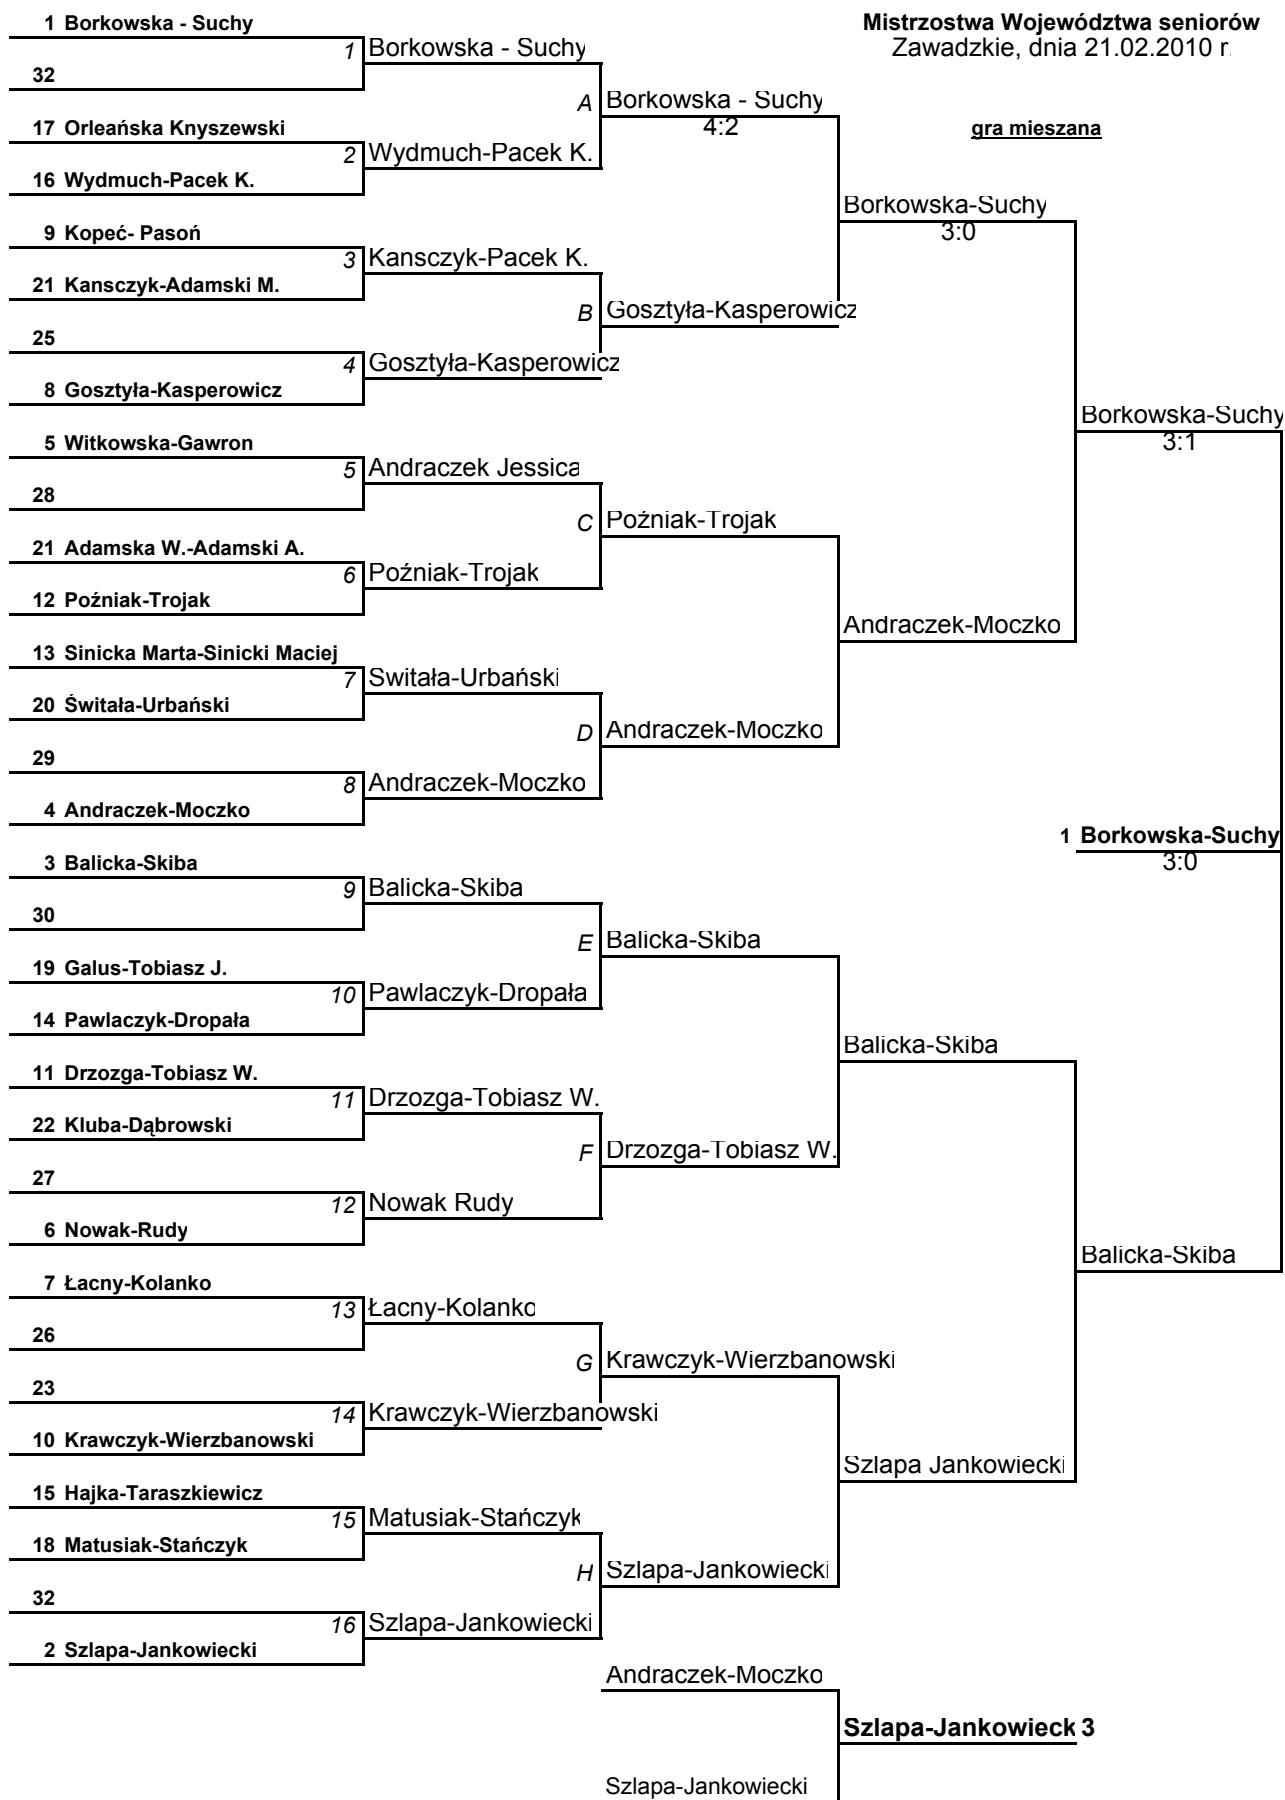 1 Borkowska - Suchy
Mistrzostwa Województwa seniorów
1 Borkowska - Suchy
Zawadzkie, dnia 21.02.2010 r.
32
A Borkowska - Suchy
17 Orleańska Knyszewski
4:2
gra mieszana
2 Wydmuch-Pacek K.
16 Wydmuch-Pacek K.
Borkowska-Suchy
9 Kopeć- Pasoń
3:0
3 Kansczyk-Pacek K.
21 Kansczyk-Adamski M.
B Gosztyła-Kasperowicz
25
4 Gosztyła-Kasperowicz
8 Gosztyła-Kasperowicz
Borkowska-Suchy
5 Witkowska-Gawron
3:1
5 Andraczek Jessica
28
C Poźniak-Trojak
21 Adamska W.-Adamski A.
6 Poźniak-Trojak
12 Poźniak-Trojak
Andraczek-Moczko
13 Sinicka Marta-Sinicki Maciej
7 Switała-Urbański
20 Świtała-Urbański
D Andraczek-Moczko
29
8 Andraczek-Moczko
4 Andraczek-Moczko
1 Borkowska-Suchy
3 Balicka-Skiba
3:0
9 Balicka-Skiba
30
E Balicka-Skiba
19 Galus-Tobiasz J.
10 Pawlaczyk-Dropała
14 Pawlaczyk-Dropała
Balicka-Skiba
11 Drzozga-Tobiasz W.
11 Drzozga-Tobiasz W.
22 Kluba-Dąbrowski
F Drzozga-Tobiasz W.
27
12 Nowak Rudy
6 Nowak-Rudy
Balicka-Skiba
7 Łacny-Kolanko
13 Łacny-Kolanko
26
G Krawczyk-Wierzbanowski
23
14 Krawczyk-Wierzbanowski
10 Krawczyk-Wierzbanowski
Szlapa Jankowiecki
15 Hajka-Taraszkiewicz
15 Matusiak-Stańczyk
18 Matusiak-Stańczyk
H Szlapa-Jankowiecki
32
16 Szlapa-Jankowiecki
2 Szlapa-Jankowiecki
Andraczek-Moczko
Szlapa-Jankowieck 3
Szlapa-Jankowiecki